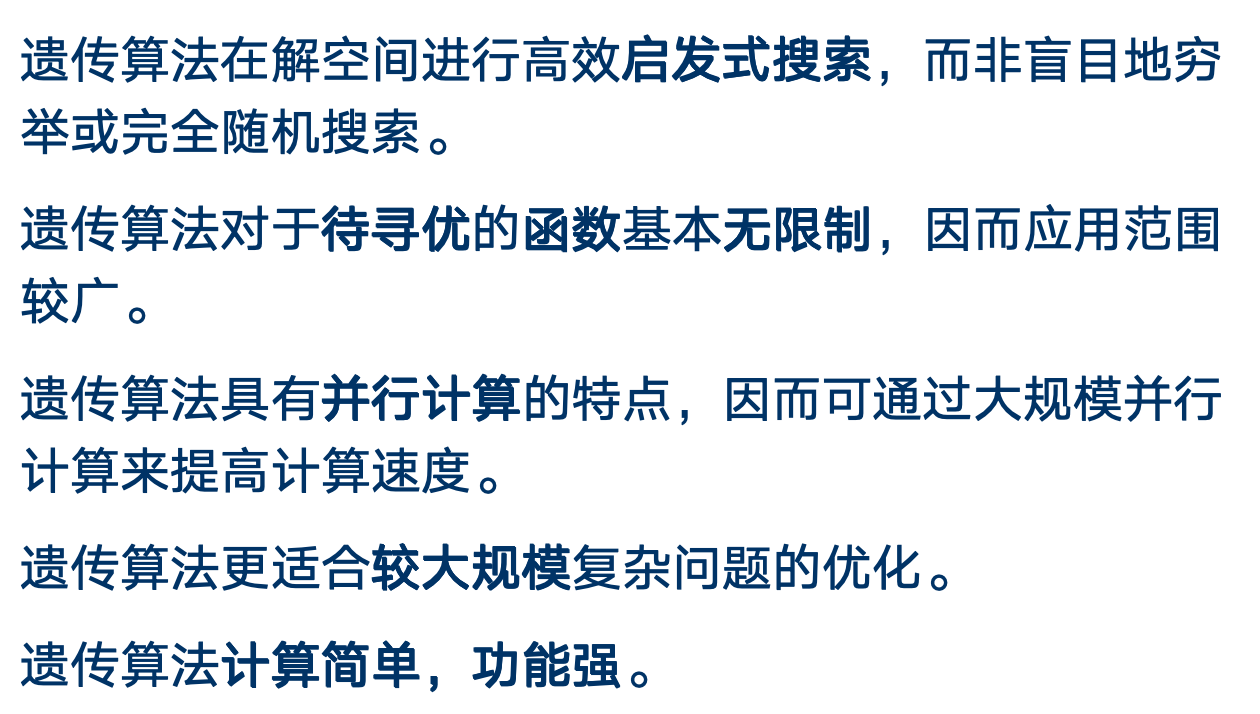 遗传算法在解空间进行高效启发式搜索，而非盲目地穷
举或完全随机搜索。
遗传算法对于待寻优的函数基本无限制，因而应用范围
较广。
遗传算法具有并行计算的特点，因而可通过大规模并行
计算来提高计算速度。
遗传算法更适合较大规模复杂问题的优化。
遗传算法计算简单，功能强。